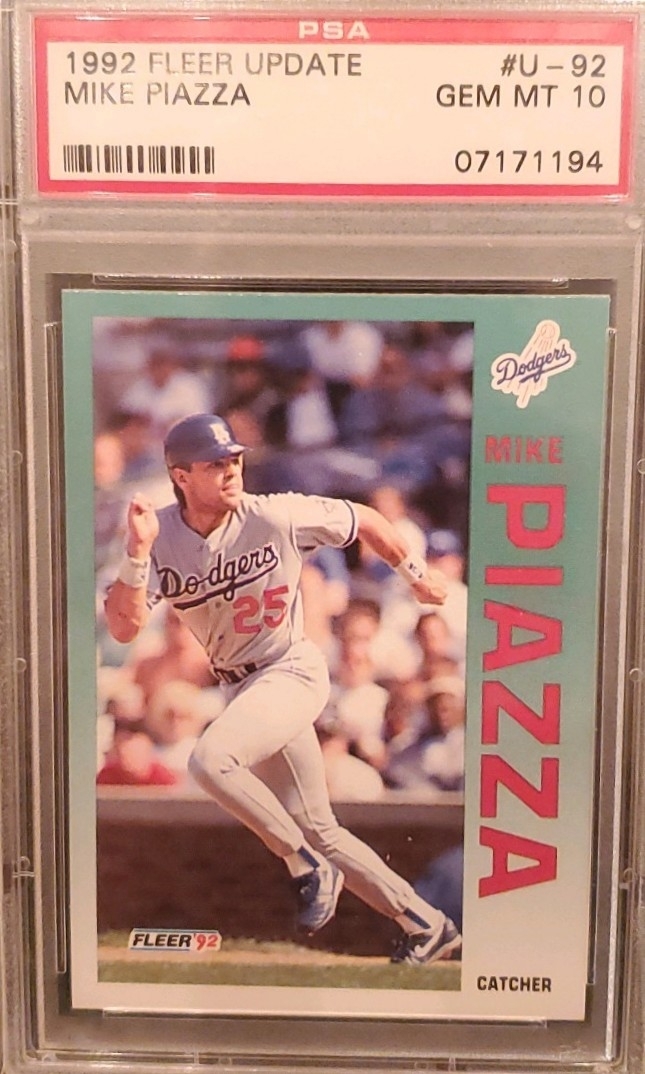 PSA
1992 FLEER UPDATE #U-92
MIKE PIAZZA GEM MT 10
07171194
Dodgers
MIKE
PIAZZA
Dodgers
25
FLEER '92
CATCHER